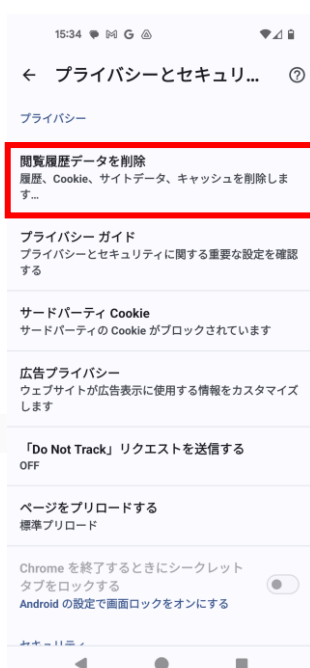 15:34
プライバシーとセキュリ...
プライバシー
閲覧履歴データを削除
履歴、Cookie、サイトデータ、キャッシュを削除しま
す...
プライバシー ガイド
プライバシーとセキュリティに関する重要な設定を確認
する
サードパーティ Cookie
サードパーティの Cookie がブロックされています
広告プライバシー
ウェブサイトが広告表示に使用する情報をカスタマイズ
します
「Do Not Track」リクエストを送信する
OFF
ページをプリロードする
標準プリロード
Chrome を終了するときにシークレット
タブをロックする
Android の設定で画面ロックをオンにする